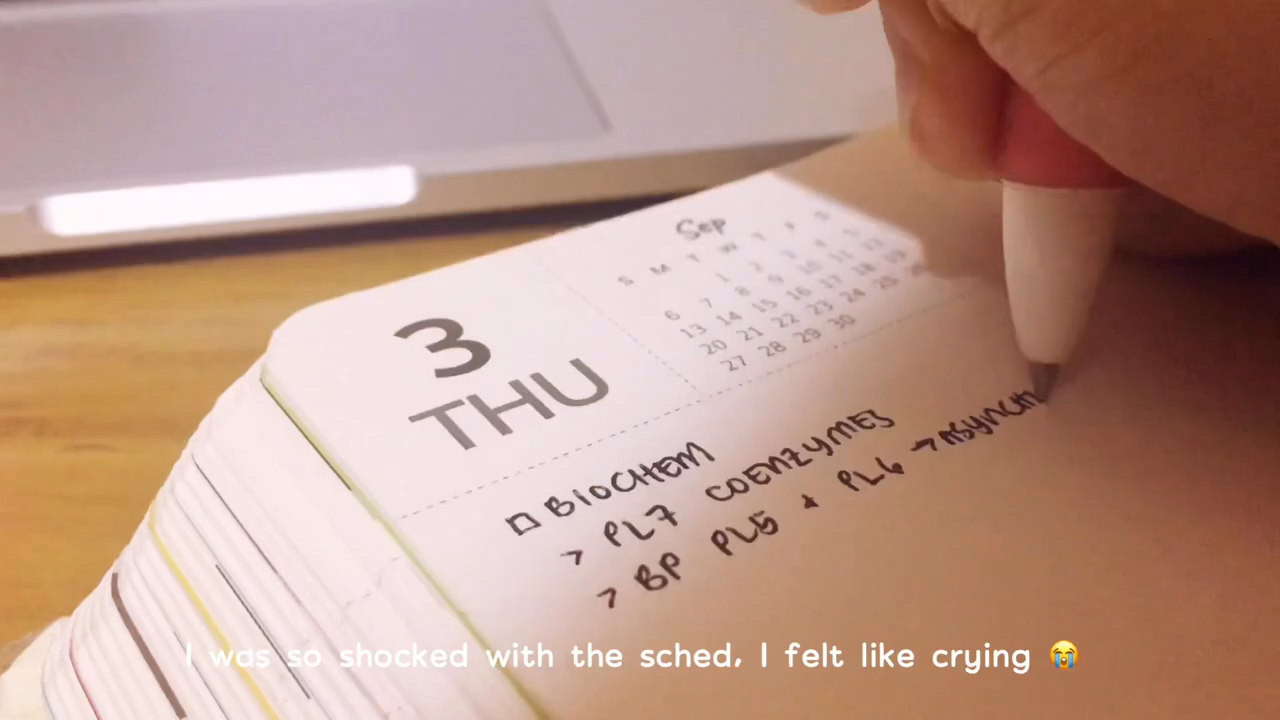 3
THU
Sep
S M T W T F S
1 2 3 4 5
6 7 8 9 10 11 12
13 14 15 16 17 18 19
20 21 22 23 24 25 26
27 28 29 30
BIOCHEM
> PL7 COENZYMES
> BP PL5 & PL6 → ASYNCH
I was so shocked with the sched, I felt like crying 😭